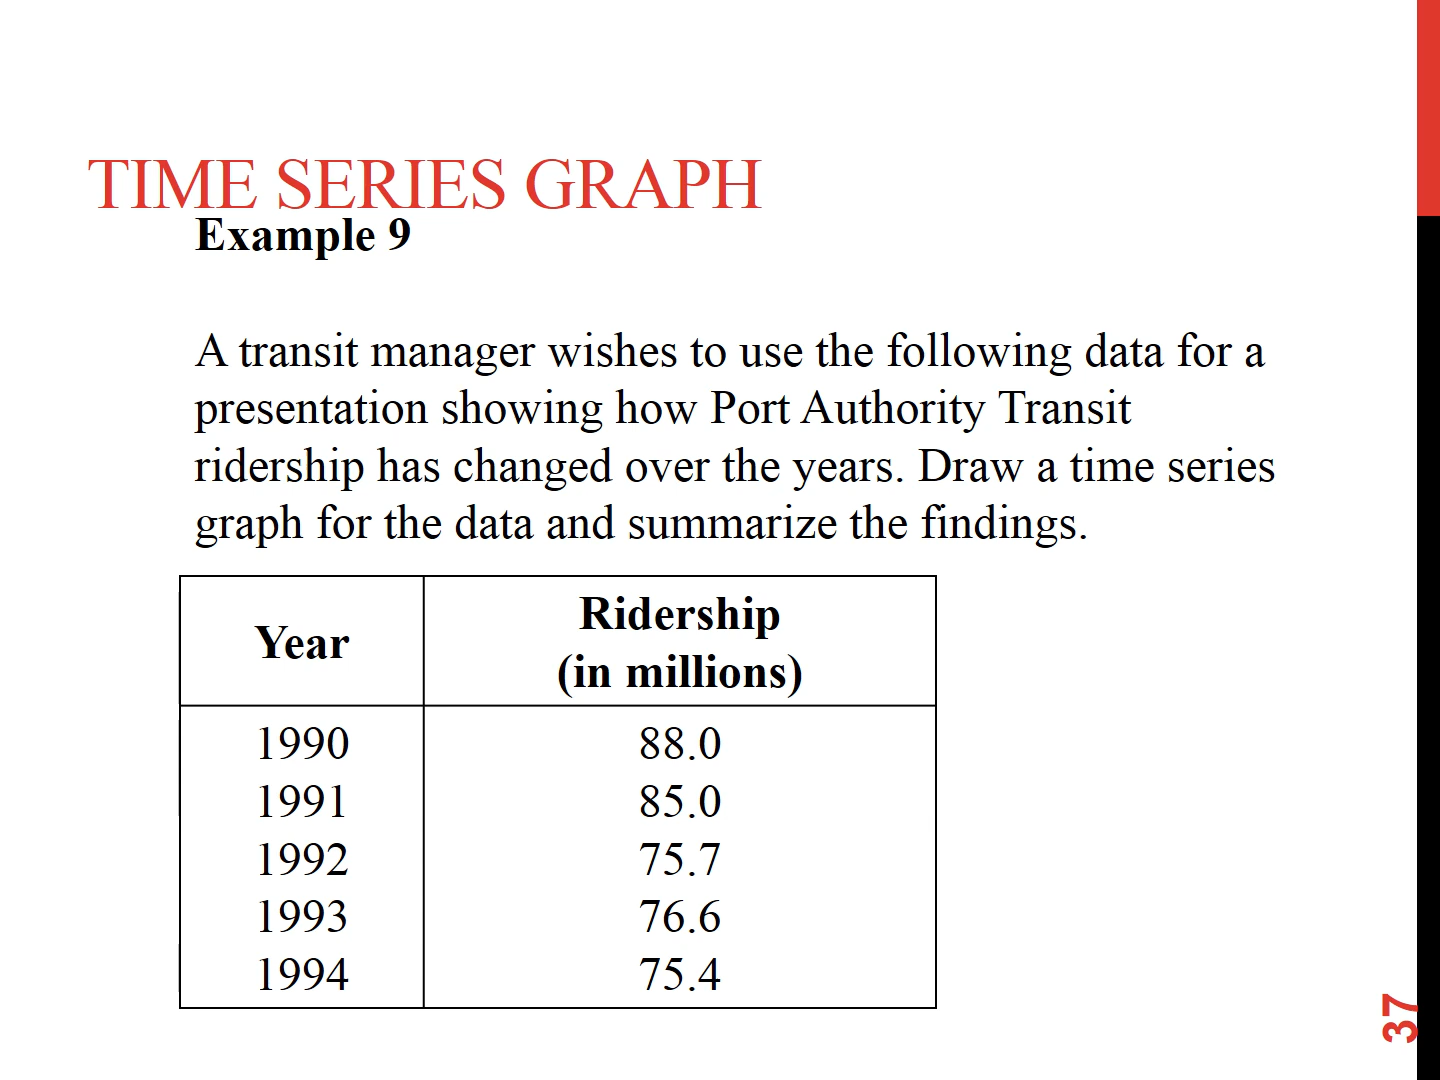 TIME SERIES GRAPH
Example 9
A transit manager wishes to use the following data for a
presentation showing how Port Authority Transit
ridership has changed over the years. Draw a time series
graph for the data and summarize the findings.
Year Ridership
(in millions)
1990 88.0
1991 85.0
1992 75.7
1993 76.6
1994 75.4
37